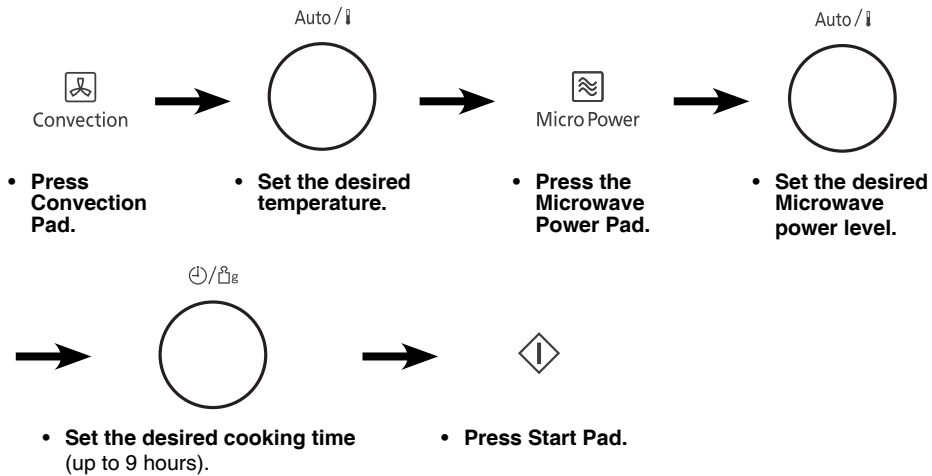 Auto/
Auto/
Convection
Micro Power
• Press
Convection
Pad.
• Set the desired
temperature.
• Press the
Microwave
Power Pad.
• Set the desired
Microwave
power level.
/ g
• Set the desired cooking time
(up to 9 hours).
• Press Start Pad.